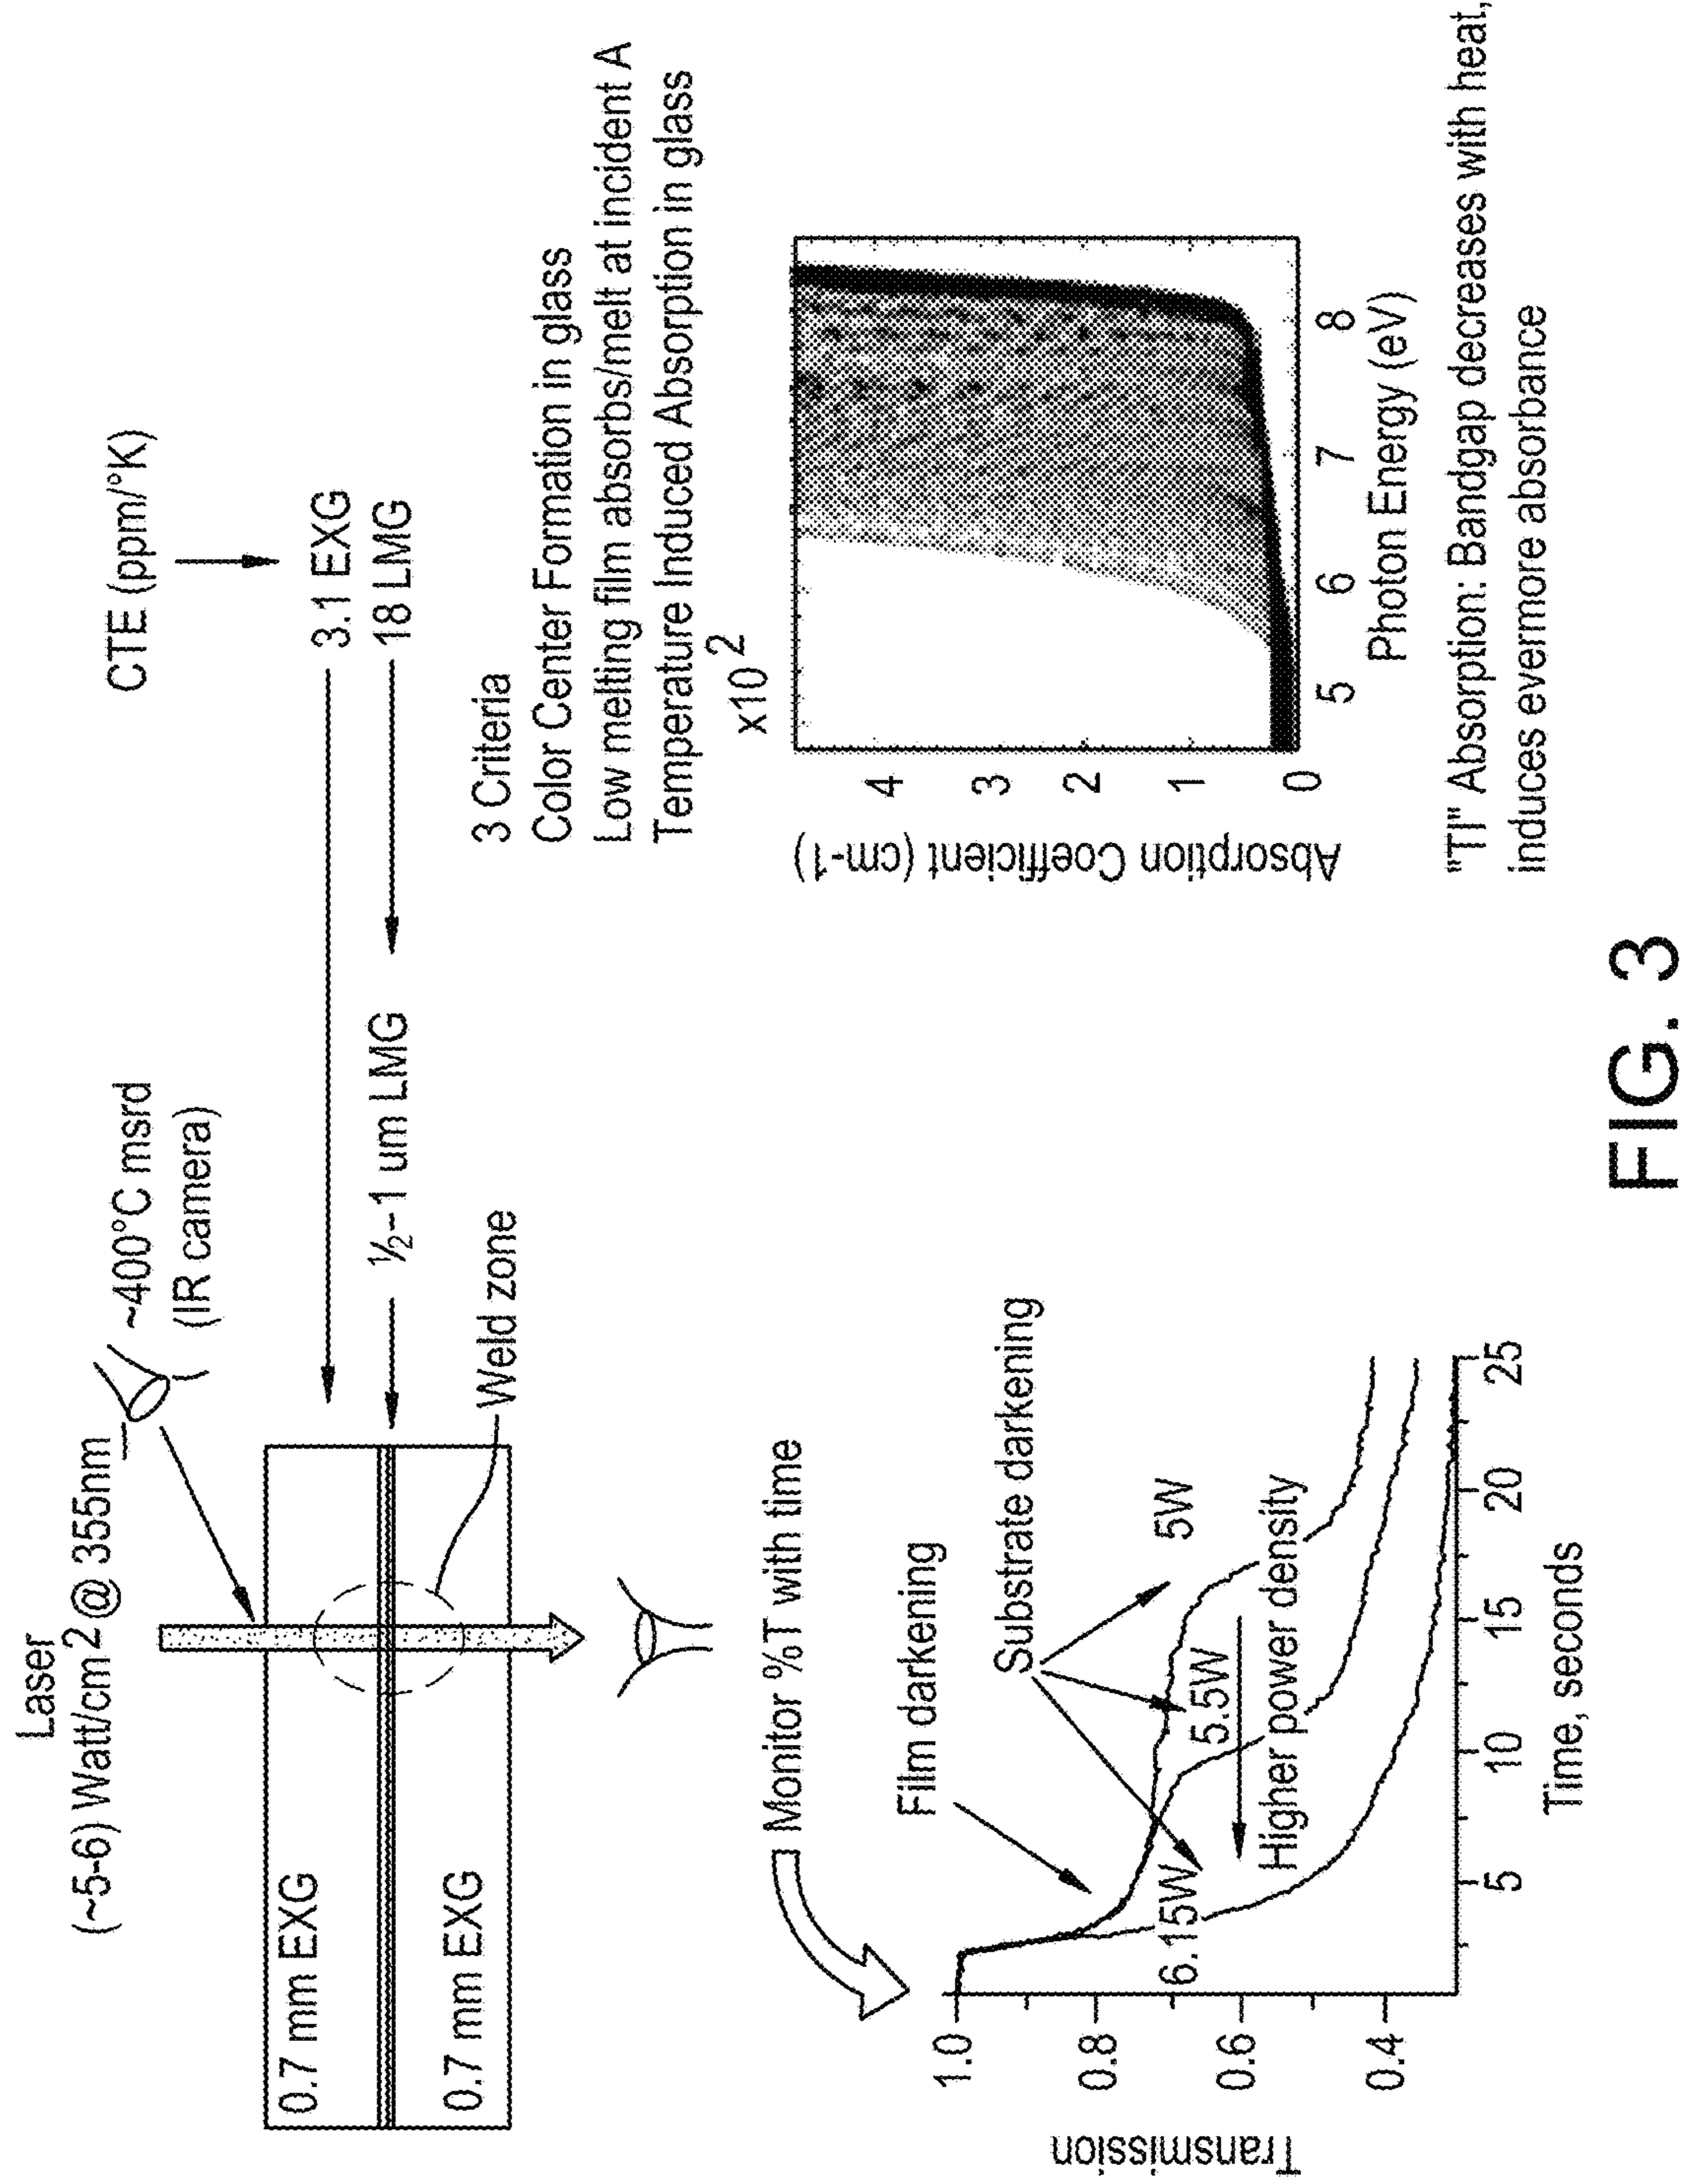 Laser
(~5-6) Watt/cm2 @ 355nm
~400°C msrd
(IR camera)
CTE (ppm/°K)
0.7 mm EXG
3.1 EXG
½-1 um LMG
18 LMG
0.7 mm EXG
Weld zone
3 Criteria
Color Center Formation in glass
Low melting film absorbs/melt at incident A
Temperature Induced Absorption in glass
x10 2
Absorption Coefficient (cm-1)
4
3
2
1
0
5
6
7
8
Photon Energy (eV)
"TI" Absorption: Bandgap decreases with heat,
induces evermore absorbance
Monitor %T with time
Film darkening
Substrate darkening
5W
5.5W
6.15W
Higher power density
Transmission
1.0
0.8
0.6
0.4
5
10
15
20
25
Time, seconds
FIG. 3